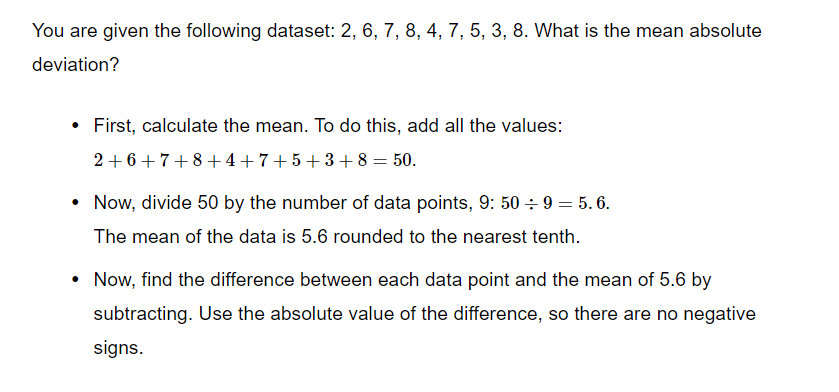 You are given the following dataset: 2, 6, 7, 8, 4, 7, 5, 3, 8. What is the mean absolute
deviation?
• First, calculate the mean. To do this, add all the values:
2 + 6 + 7 + 8 + 4 + 7 + 5 + 3 + 8 = 50.
• Now, divide 50 by the number of data points, 9: 50 ÷ 9 = 5. 6.
The mean of the data is 5.6 rounded to the nearest tenth.
• Now, find the difference between each data point and the mean of 5.6 by
subtracting. Use the absolute value of the difference, so there are no negative
signs.